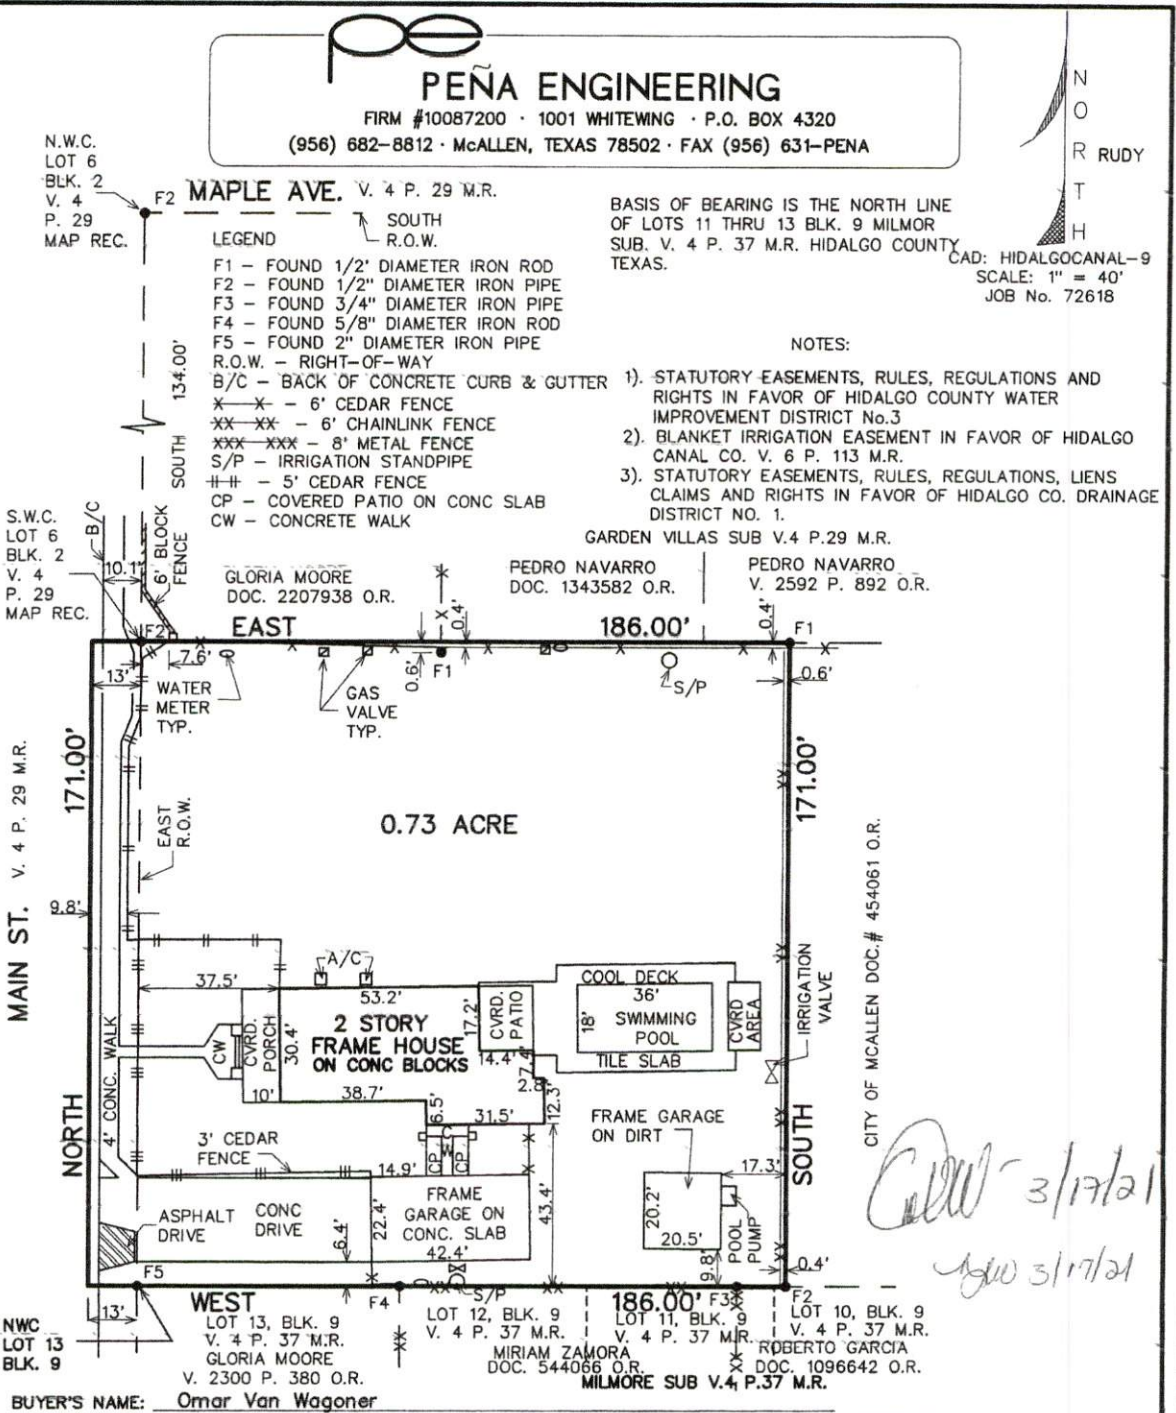 pe
PEÑA ENGINEERING
FIRM #10087200 · 1001 WHITEWING · P.O. BOX 4320
(956) 682-8812 · McALLEN, TEXAS 78502 · FAX (956) 631-PENA
NORTH
RUDY
CAD: HIDALGOCANAL-9
SCALE: 1" = 40'
JOB No. 72618
N.W.C.
LOT 6
BLK. 2
V. 4
P. 29
MAP REC.
F2
MAPLE AVE. V. 4 P. 29 M.R.
SOUTH
R.O.W.
BASIS OF BEARING IS THE NORTH LINE
OF LOTS 11 THRU 13 BLK. 9 MILMOR
SUB. V. 4 P. 37 M.R. HIDALGO COUNTY
TEXAS.
LEGEND
F1 - FOUND 1/2' DIAMETER IRON ROD
F2 - FOUND 1/2" DIAMETER IRON PIPE
F3 - FOUND 3/4" DIAMETER IRON PIPE
F4 - FOUND 5/8" DIAMETER IRON ROD
F5 - FOUND 2" DIAMETER IRON PIPE
R.O.W. - RIGHT-OF-WAY
B/C - BACK OF CONCRETE CURB & GUTTER
X X - 6' CEDAR FENCE
XX XX - 6' CHAINLINK FENCE
XXX XXX - 8' METAL FENCE
S/P - IRRIGATION STANDPIPE
# # - 5' CEDAR FENCE
CP - COVERED PATIO ON CONC SLAB
CW - CONCRETE WALK
NOTES:
1). STATUTORY EASEMENTS, RULES, REGULATIONS AND
RIGHTS IN FAVOR OF HIDALGO COUNTY WATER
IMPROVEMENT DISTRICT No.3
2). BLANKET IRRIGATION EASEMENT IN FAVOR OF HIDALGO
CANAL CO. V. 6 P. 113 M.R.
3). STATUTORY EASEMENTS, RULES, REGULATIONS, LIENS
CLAIMS AND RIGHTS IN FAVOR OF HIDALGO CO. DRAINAGE
DISTRICT NO. 1.
SOUTH 134.00'
S.W.C.
LOT 6
BLK. 2
V. 4
P. 29
MAP REC.
B/C
10.1'
6' BLOCK
FENCE
GARDEN VILLAS SUB V.4 P.29 M.R.
GLORIA MOORE
DOC. 2207938 O.R.
PEDRO NAVARRO
DOC. 1343582 O.R.
PEDRO NAVARRO
V. 2592 P. 892 O.R.
F2
EAST
0.4'
186.00'
0.4'
F1
7.6'
13'
WATER
METER
TYP.
GAS
VALVE
TYP.
0.6'
F1
S/P
0.6'
171.00'
171.00'
MAIN ST. V. 4 P. 29 M.R.
EAST
R.O.W.
0.73 ACRE
CITY OF MCALLEN DOC.# 454061 O.R.
9.8'
A/C
37.5'
53.2'
COOL DECK
36'
18'
SWIMMING
POOL
TILE SLAB
CVRD
AREA
IRRIGATION
VALVE
17.2'
CVRD.
PATIO
14.4'
7.4'
2.8'
2 STORY
FRAME HOUSE
ON CONC BLOCKS
CVRD.
PORCH
30.4'
CW
10'
38.7'
6.5'
31.5'
12.3'
4' CONC. WALK
NORTH
SOUTH
3' CEDAR
FENCE
CP
CW
CP
FRAME GARAGE
ON DIRT
17.3'
14.9'
ASPHALT
DRIVE
CONC
DRIVE
6.4'
22.4'
FRAME
GARAGE ON
CONC. SLAB
42.4'
43.4'
20.2'
20.5'
POOL
PUMP
9.8'
0.4'
3/17/21
3/17/21
F5
F4
S/P
F3
F2
13'
WEST
186.00'
NWC
LOT 13
BLK. 9
LOT 13, BLK. 9
V. 4 P. 37 M.R.
GLORIA MOORE
V. 2300 P. 380 O.R.
LOT 12, BLK. 9
V. 4 P. 37 M.R.
MIRIAM ZAMORA
DOC. 544066 O.R.
LOT 11, BLK. 9
V. 4 P. 37 M.R.
LOT 10, BLK. 9
V. 4 P. 37 M.R.
ROBERTO GARCIA
DOC. 1096642 O.R.
MILMORE SUB V.4, P.37 M.R.
BUYER'S NAME: Omar Van Wagoner